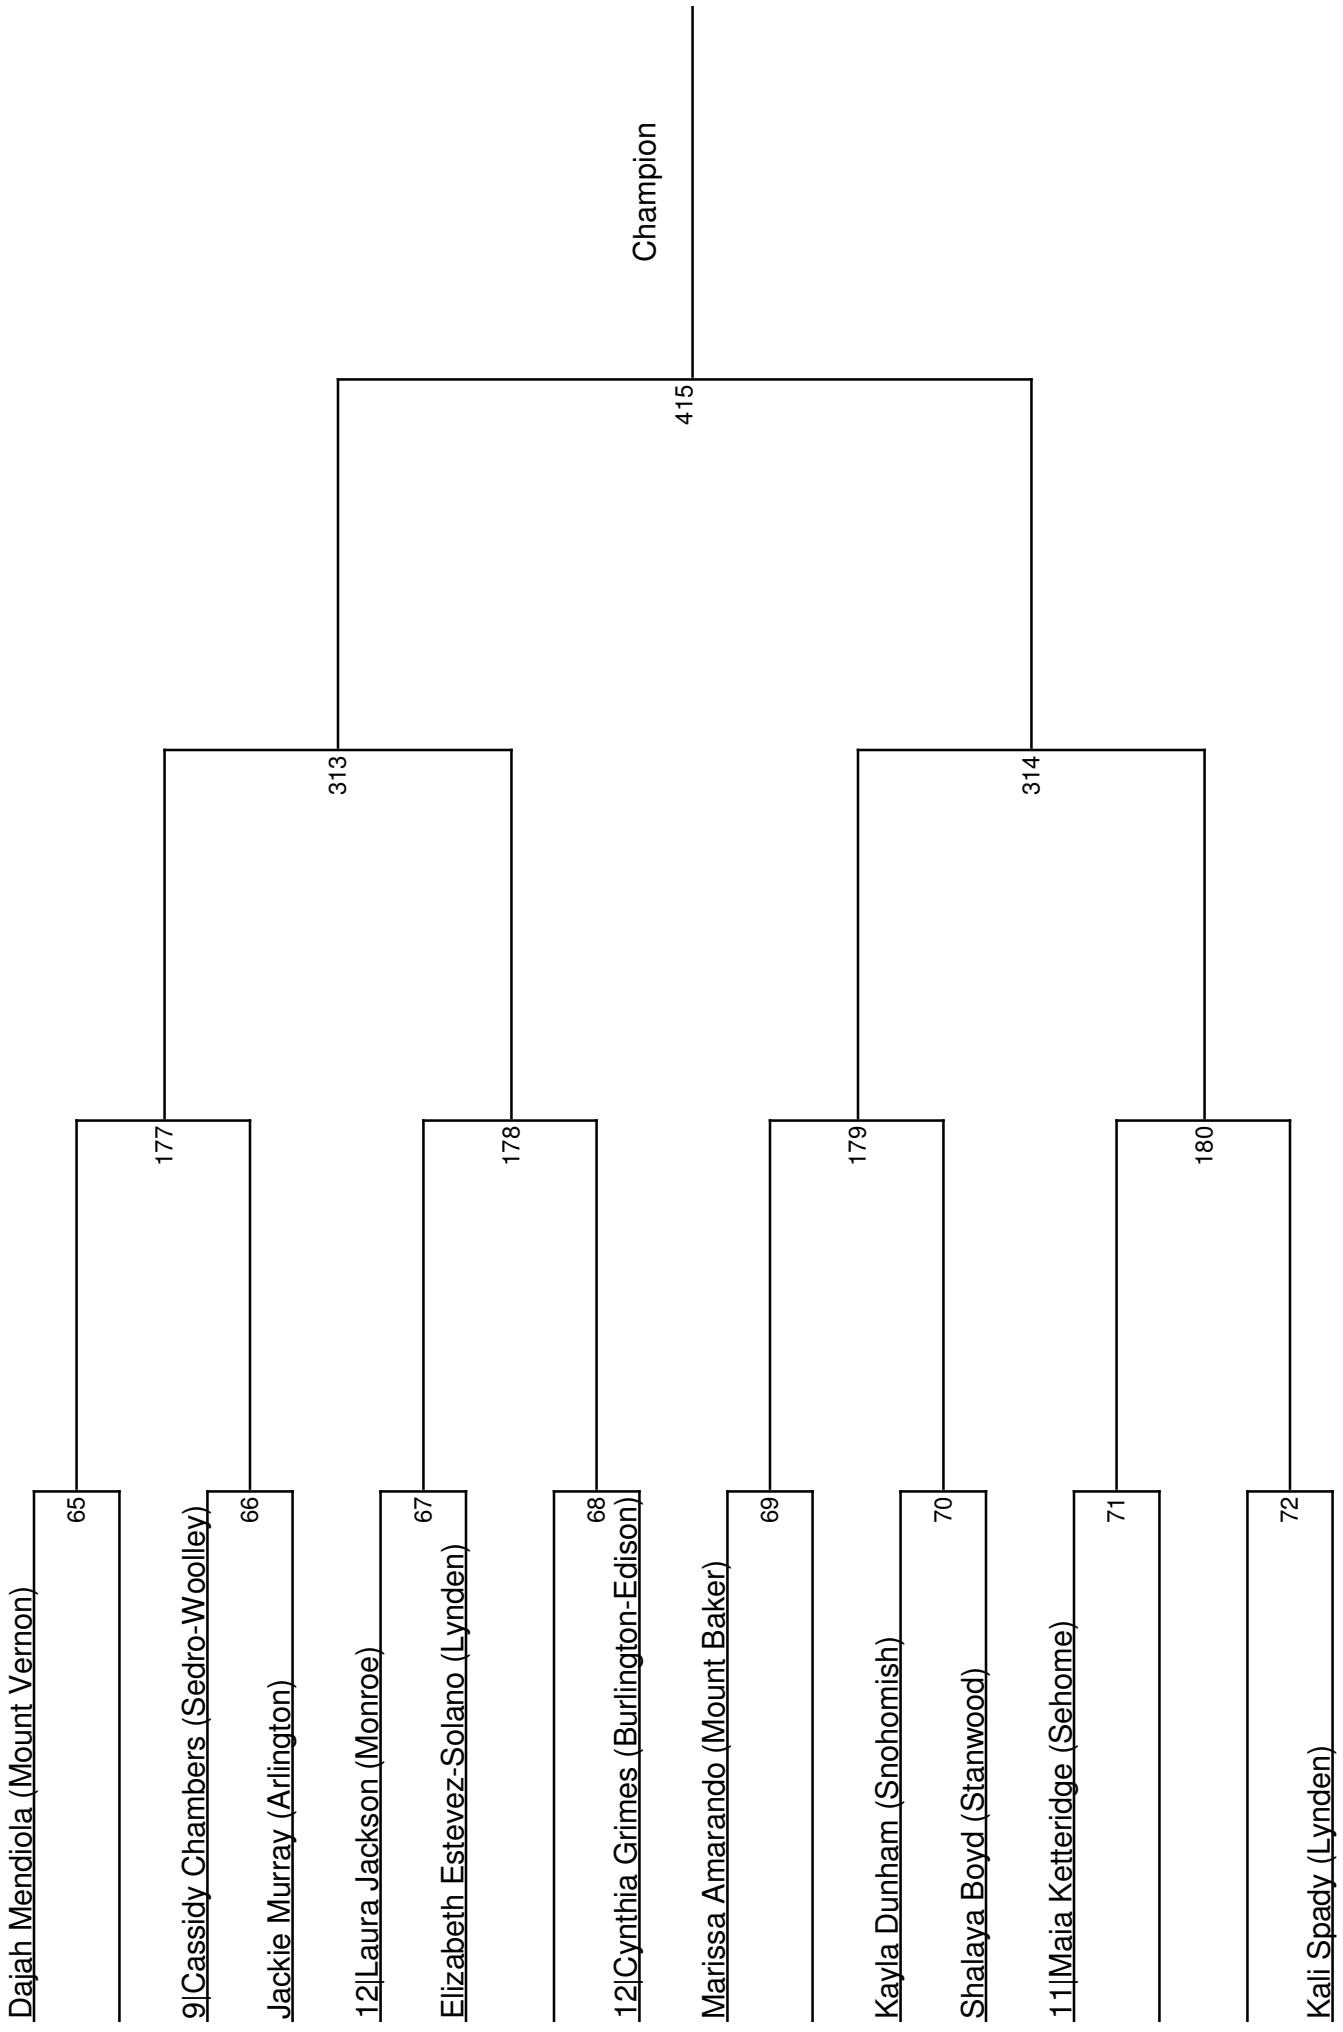 Dajah Mendiola (Mount Vernon)
65
9|Cassidy Chambers (Sedro-Woolley)
66
Jackie Murray (Arlington)
12|Laura Jackson (Monroe)
67
Elizabeth Estevez-Solano (Lynden)
68
12|Cynthia Grimes (Burlington-Edison)
Marissa Amarando (Mount Baker)
69
Kayla Dunham (Snohomish)
70
Shalaya Boyd (Stanwood)
11|Maia Ketteridge (Sehome)
71
72
Kali Spady (Lynden)
177
178
179
180
313
314
415
Champion